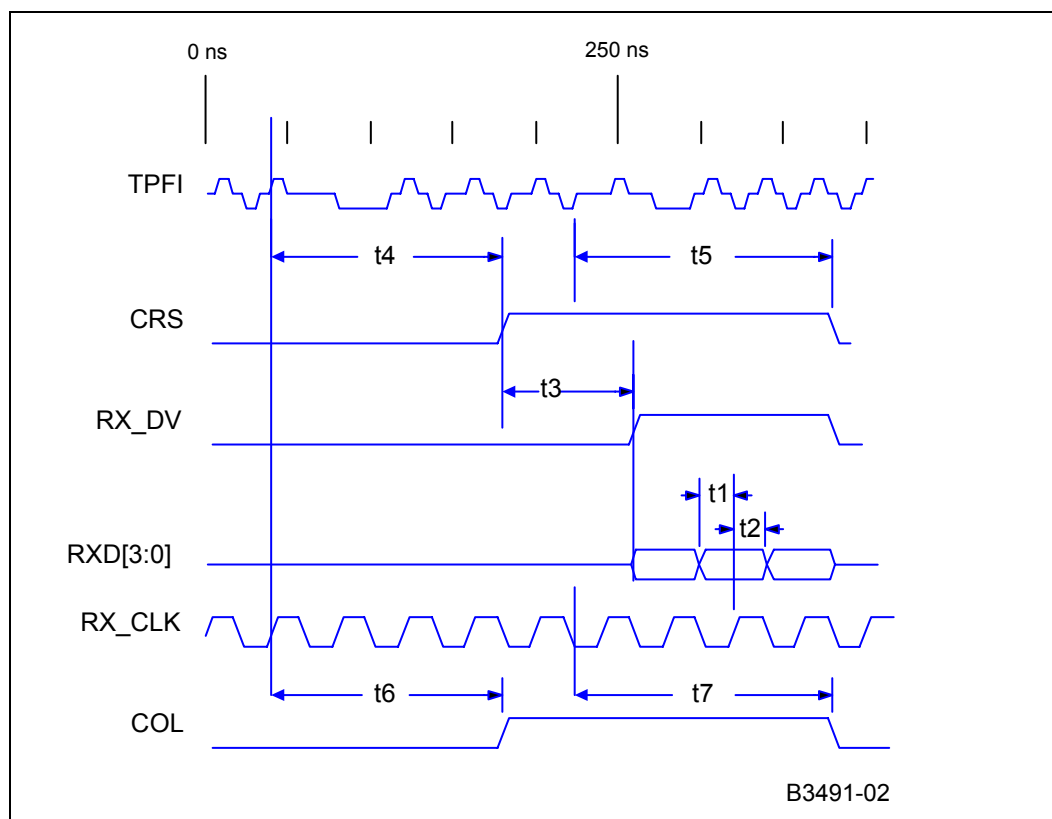 0 ns
250 ns
TPFI
t4
t5
CRS
t3
RX_DV
t1
t2
RXD[3:0]
RX_CLK
t6
t7
COL
B3491-02